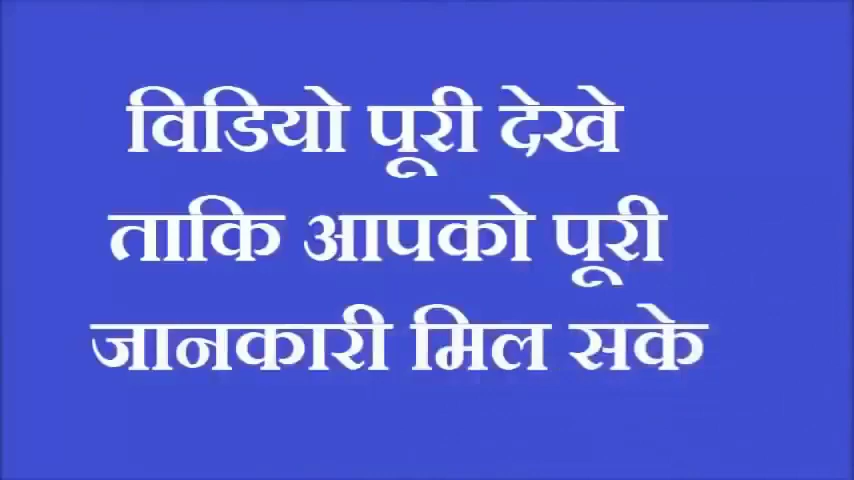 विडियो पूरी देखे
ताकि आपको पूरी
जानकारी मिल सके